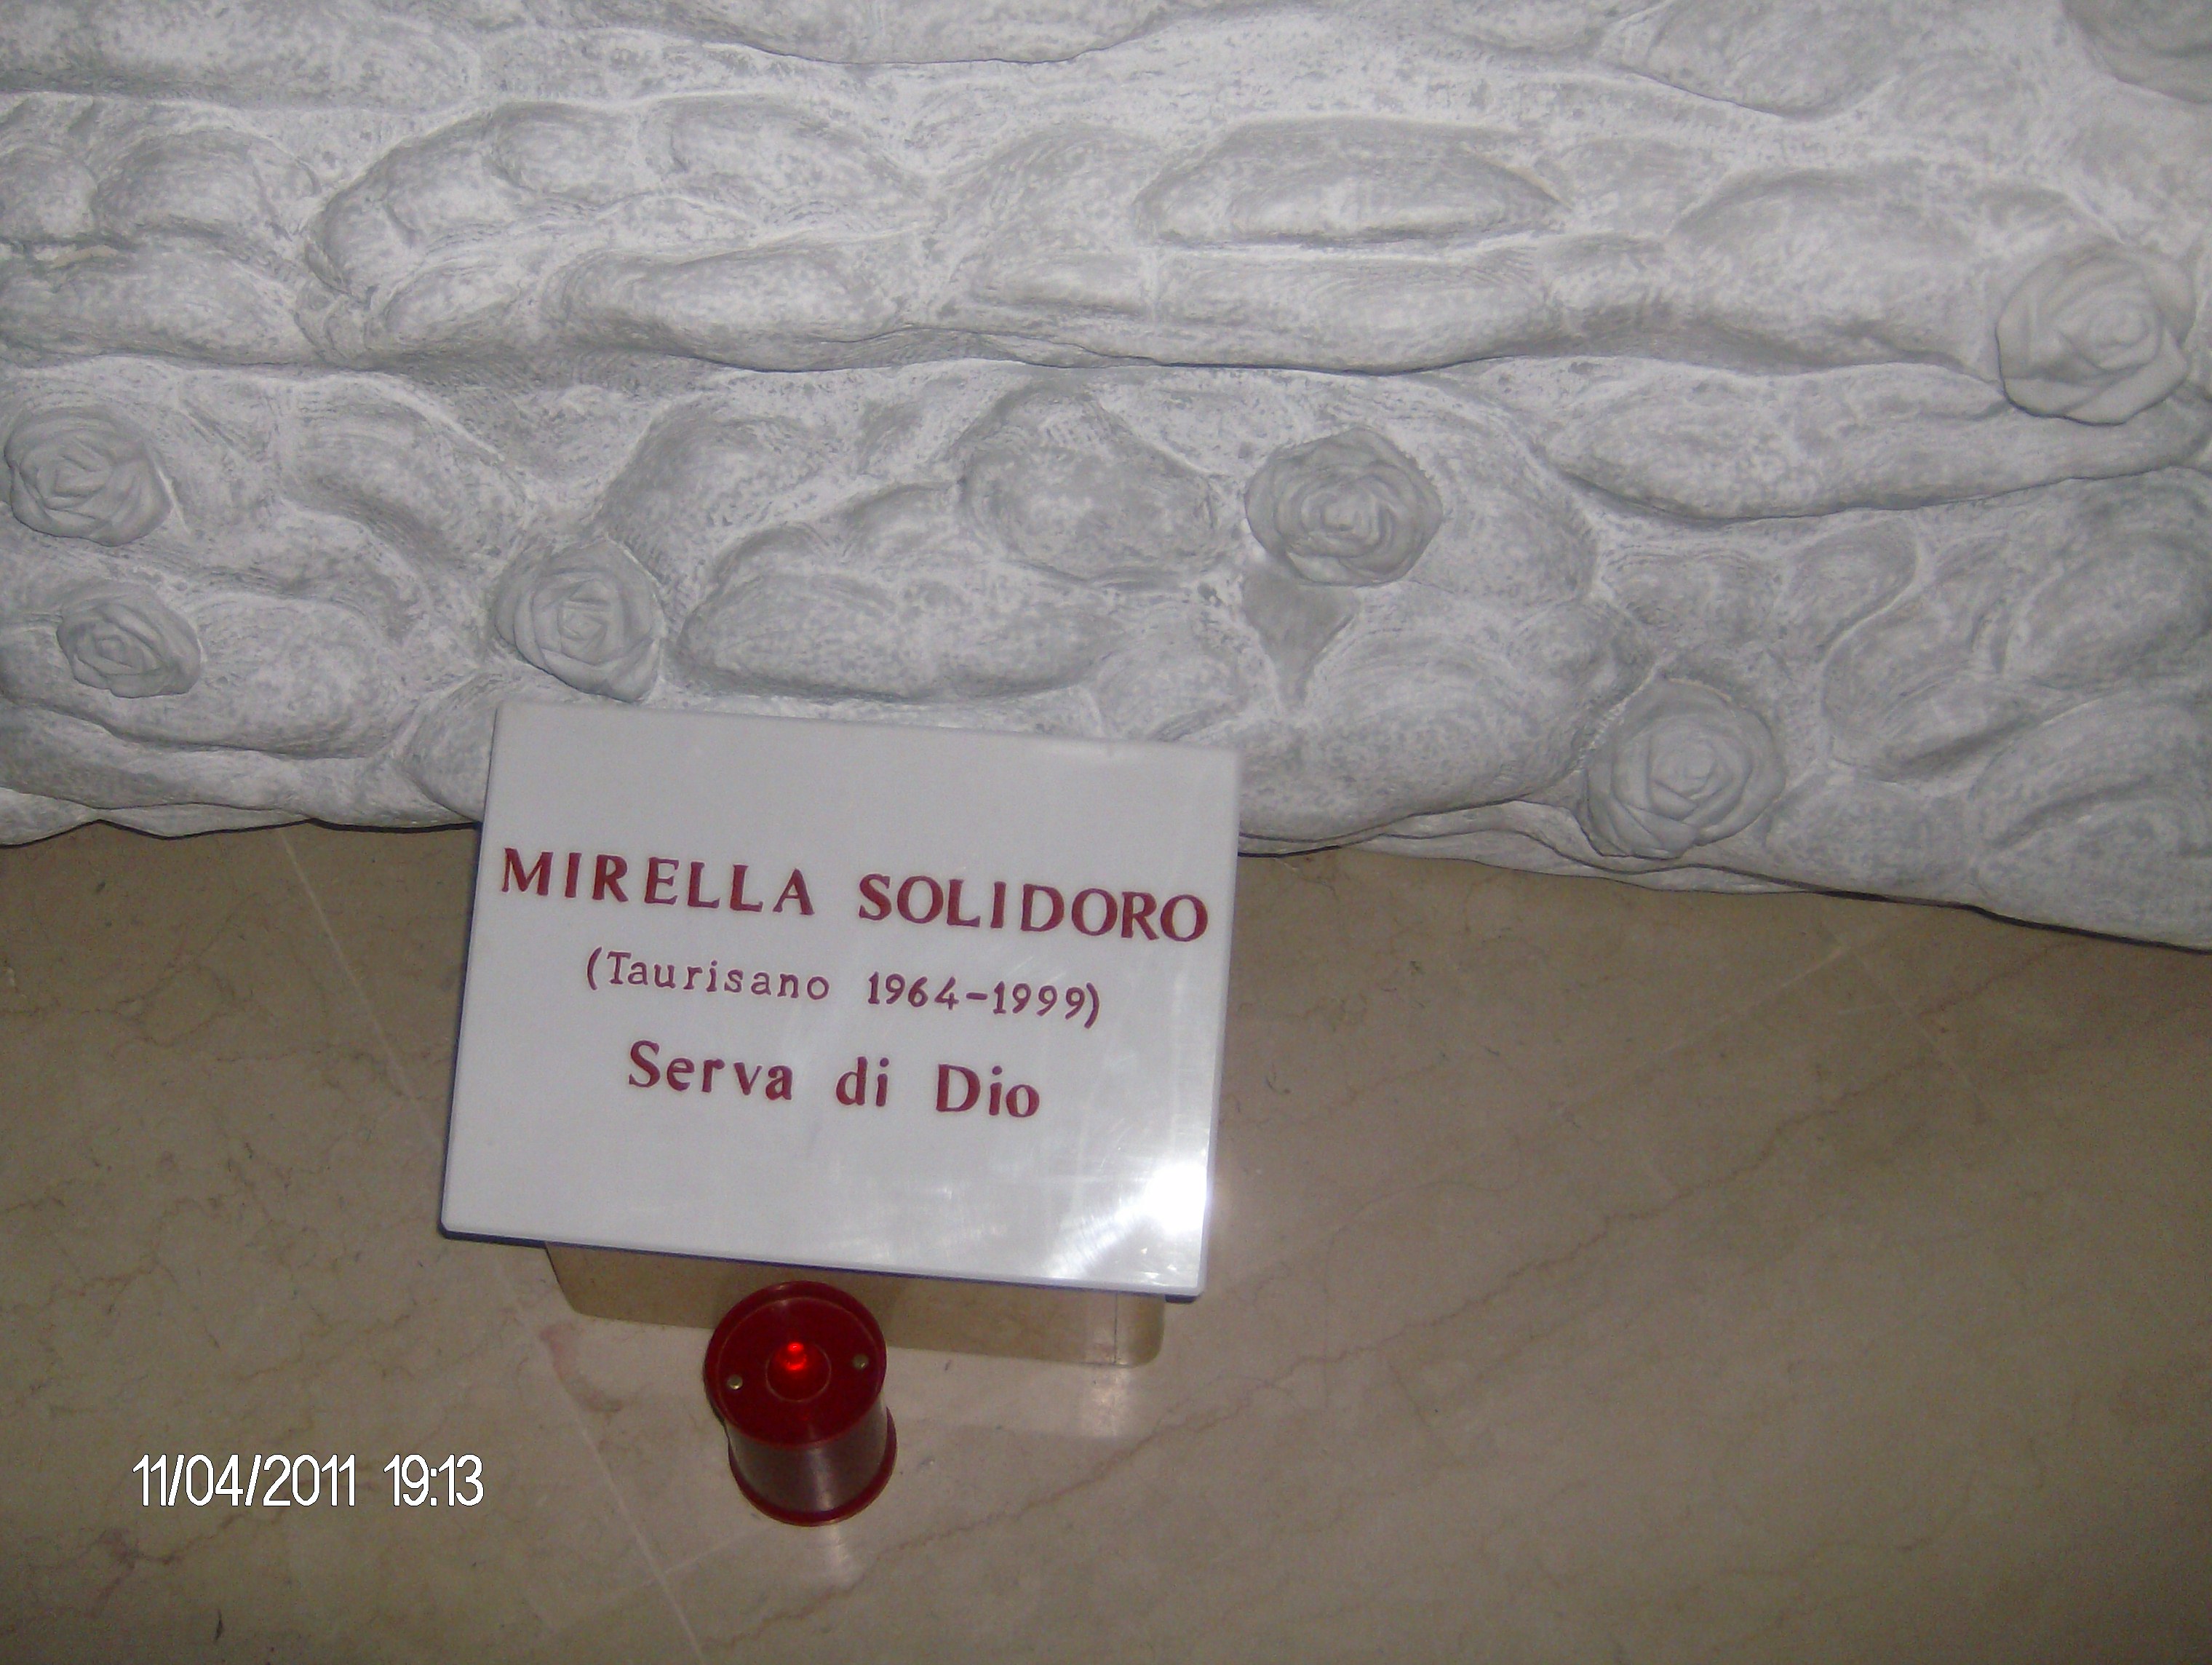 MIRELLA SOLIDORO
(Taurisano 1964-1999)
Serva di Dio
11/04/2011 19:13